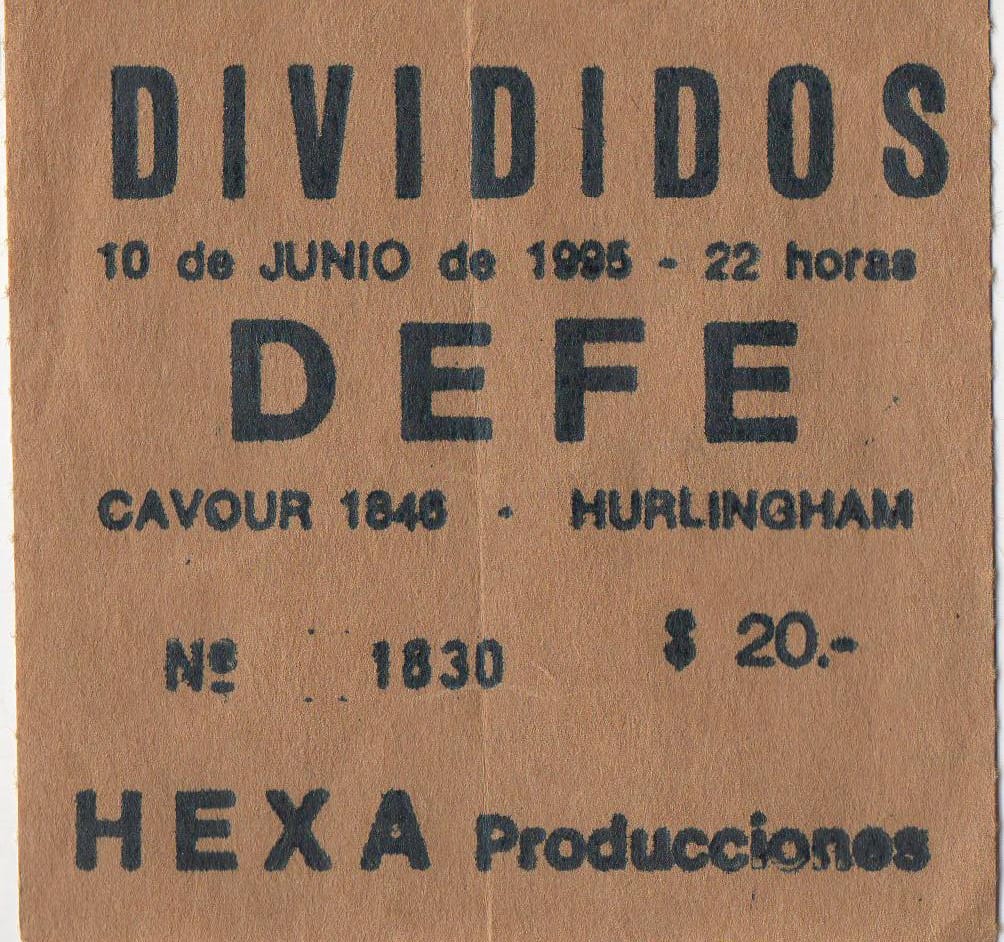 DIVIDIDOS
10 de JUNIO de 1995 - 22 horas
DEFE
CAVOUR 1846 - HURLINGHAM
Nº 1830 $ 20.-
HEXA Producciones